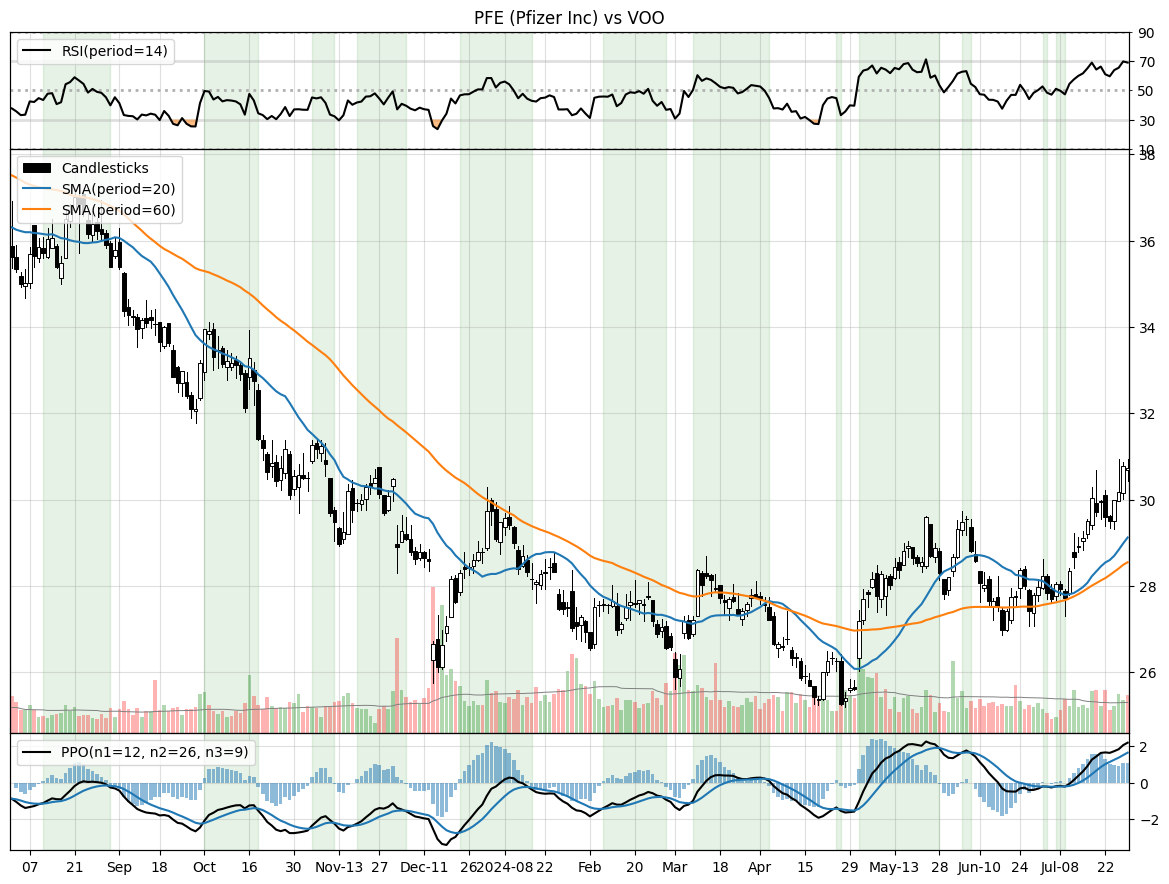 PFE (Pfizer Inc) vs VOO
RSI(period=14)
90
70
50
30
10
Candlesticks
SMA(period=20)
SMA(period=60)
38
36
34
32
30
28
26
PPO(n1=12, n2=26, n3=9)
2
0
−2
07 21 Sep 18 Oct 16 30 Nov-13 27 Dec-11 26 2024-08 22 Feb 20 Mar 18 Apr 15 29 May-13 28 Jun-10 24 Jul-08 22